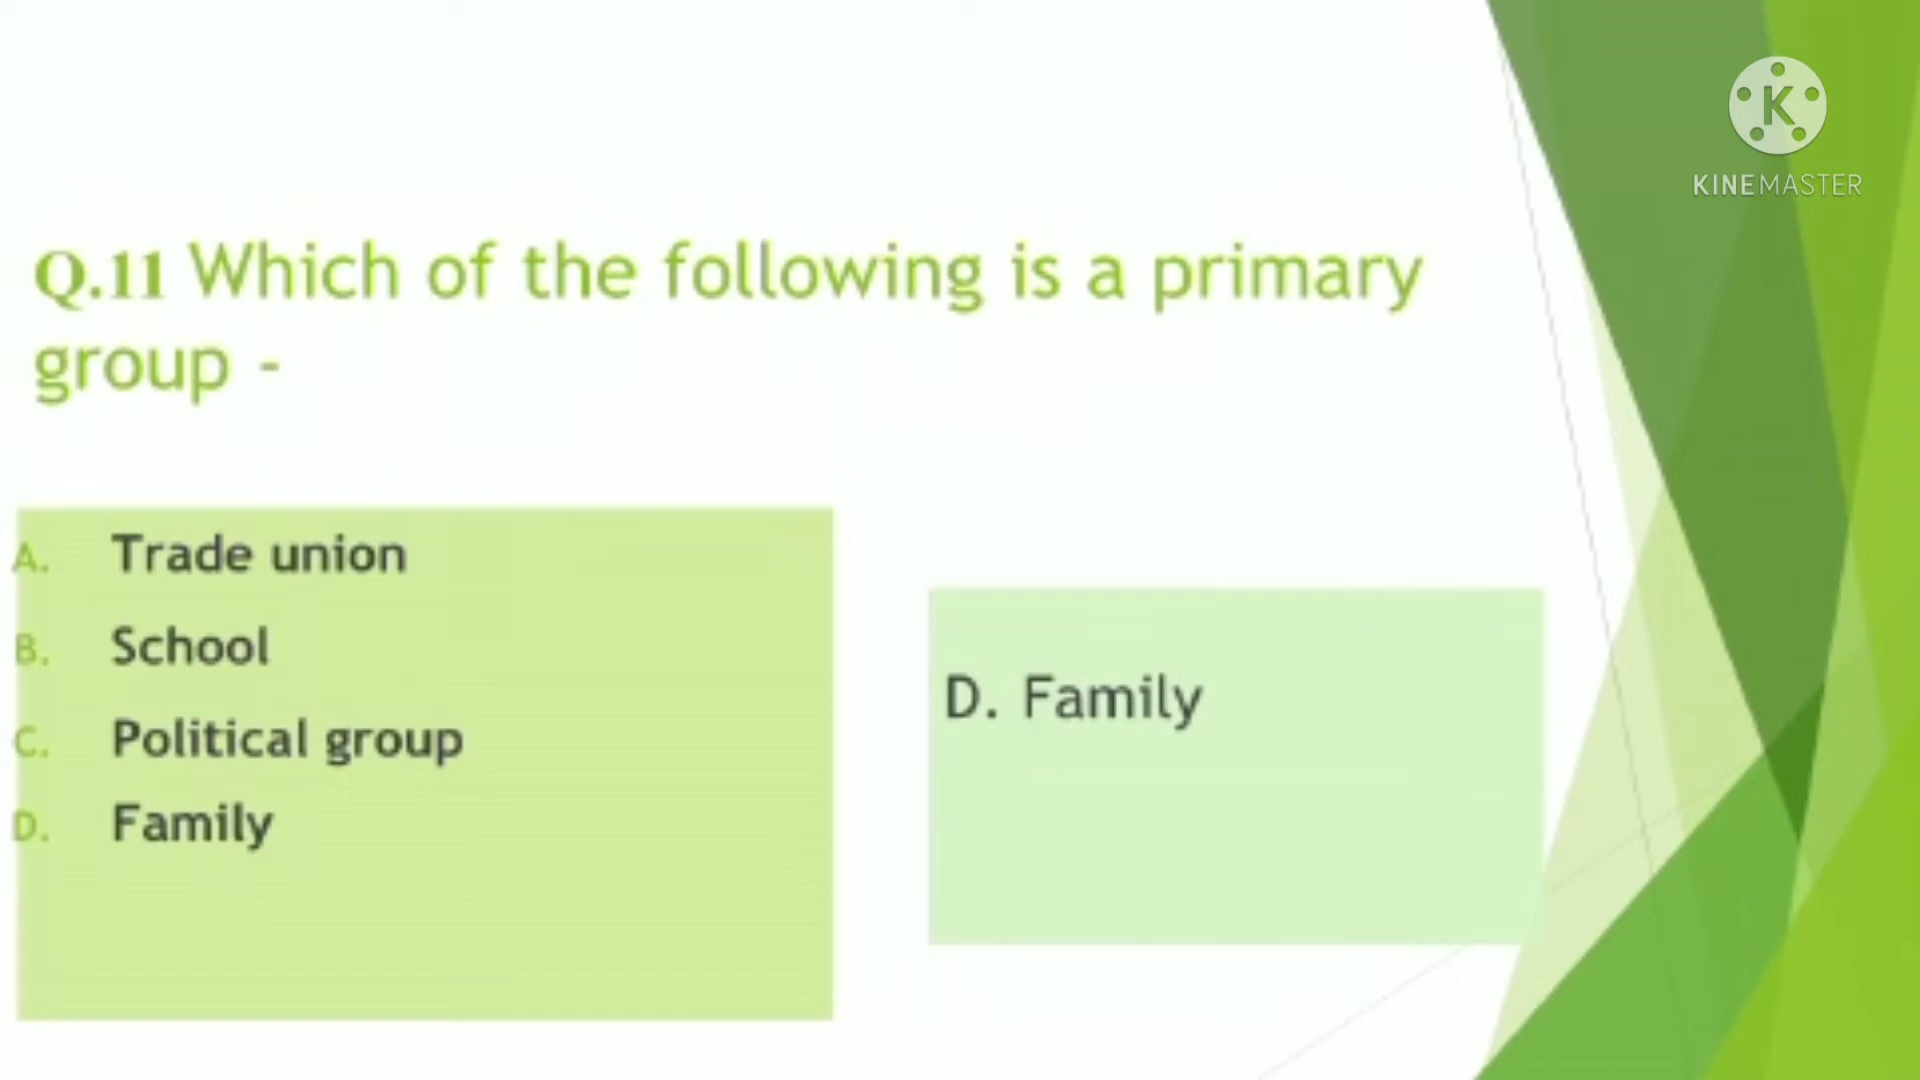 K
KINEMASTER
Q.11 Which of the following is a primary
group -
A. Trade union
B. School
C. Political group
D. Family
D. Family